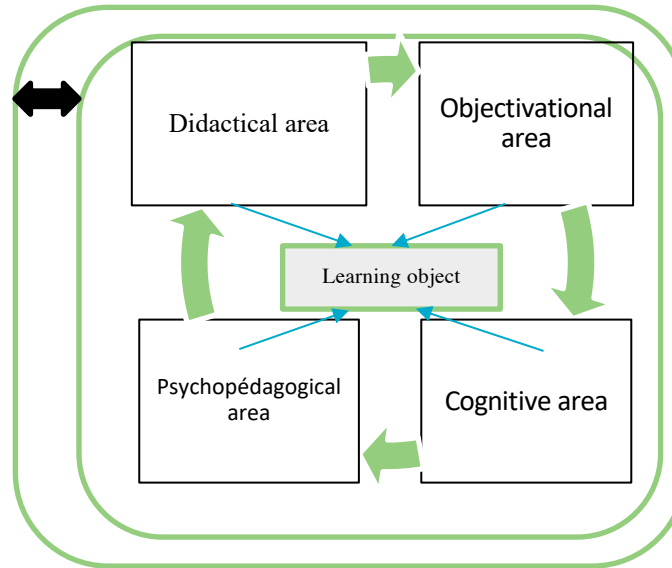 Didactical area
Objectivational
area
Learning object
Psychopédagogical
area
Cognitive area